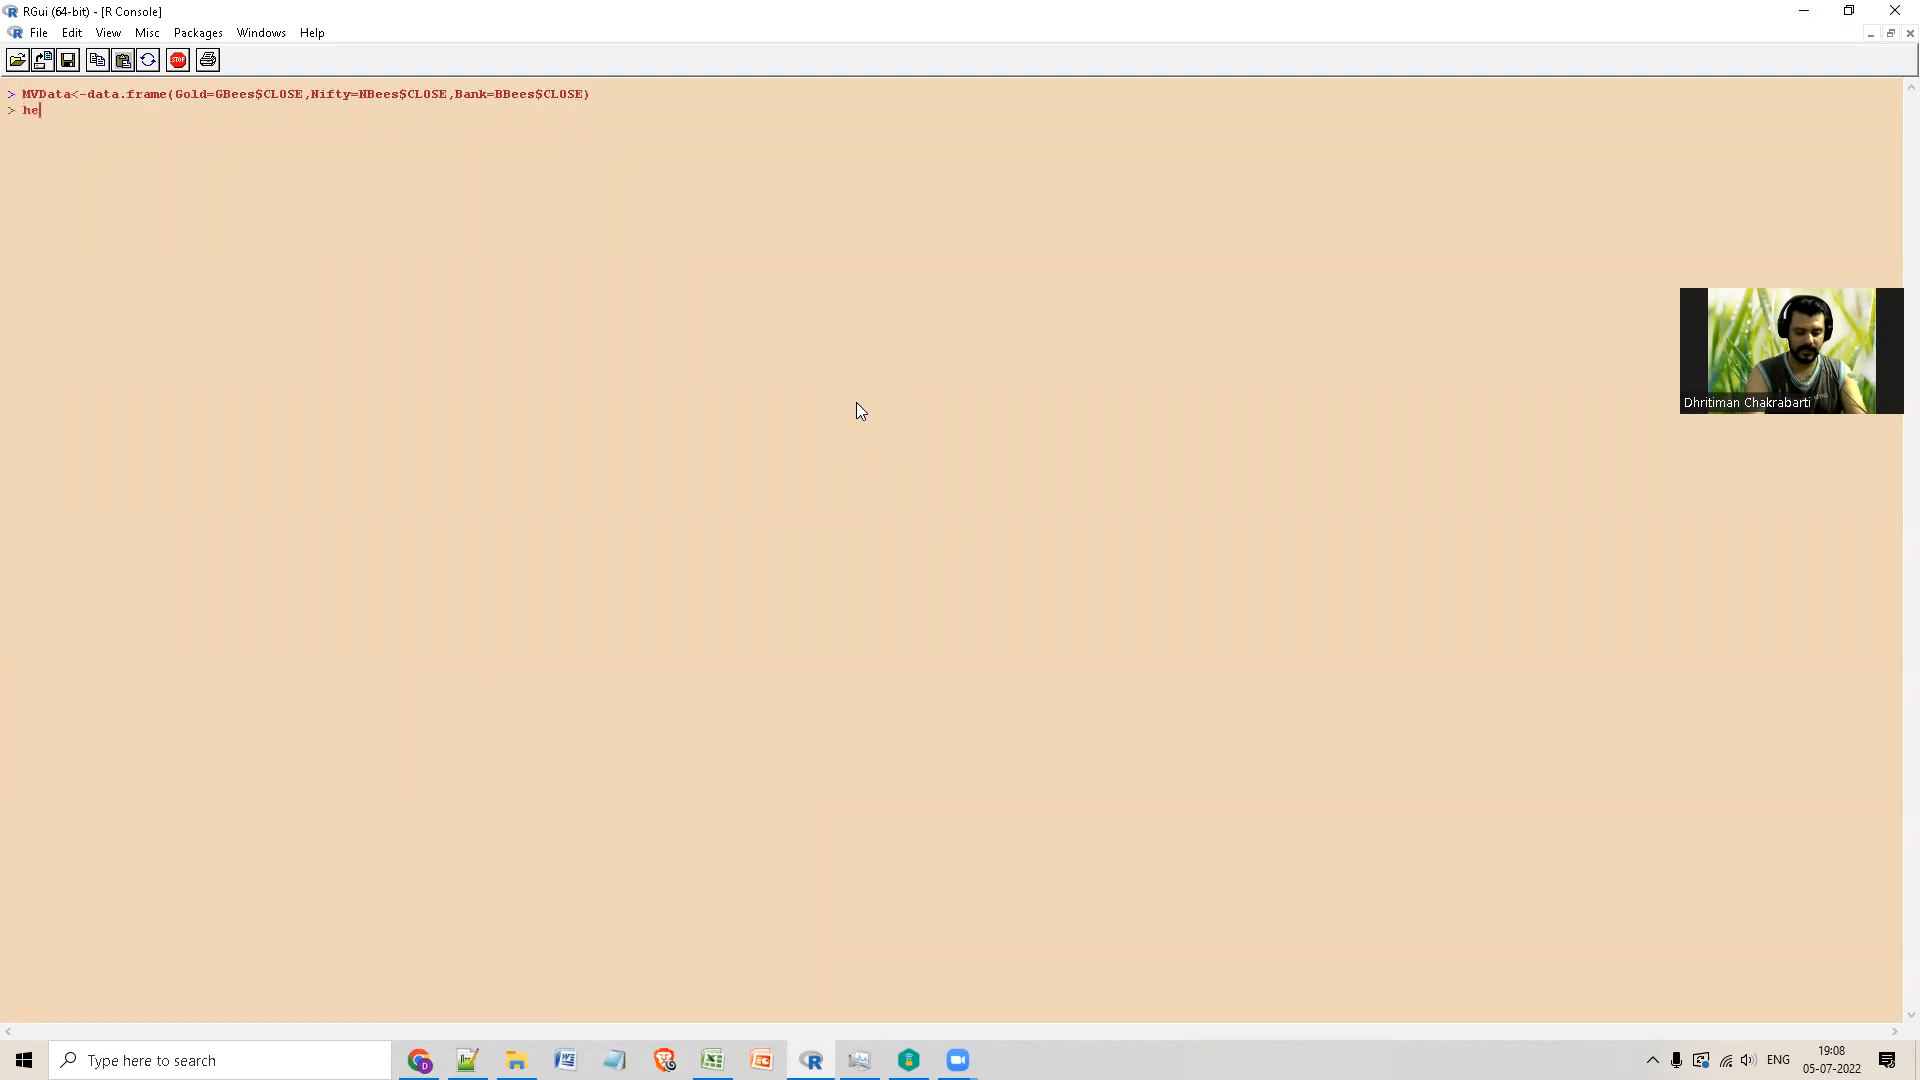 RGui (64-bit) - [R Console]
File Edit View Misc Packages Windows Help
STOP
> MVData<-data.frame(Gold=GBees$CLOSE,Nifty=NBees$CLOSE,Bank=BBees$CLOSE)
> he
Dhritiman Chakrabarti
Type here to search
ENG
19:08
05-07-2022